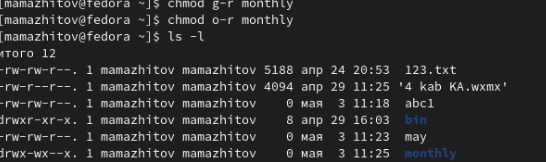 [mamazhitov@fedora ~]$ chmod g-r monthly
[mamazhitov@fedora ~]$ chmod o-r monthly
[mamazhitov@fedora ~]$ ls -l
итого 12
-rw-rw-r--. 1 mamazhitov mamazhitov 5188 апр 24 20:53  123.txt
-rw-rw-r--. 1 mamazhitov mamazhitov 4094 апр 29 11:25 '4 kab KA.wxmx'
-rw-rw-r--. 1 mamazhitov mamazhitov    0 мая  3 11:18  abc1
drwxr-xr-x. 1 mamazhitov mamazhitov    8 апр 29 16:03  bin
-rw-rw-r--. 1 mamazhitov mamazhitov    0 мая  3 11:23  may
drwx-wx--x. 1 mamazhitov mamazhitov    0 мая  3 11:25  monthly